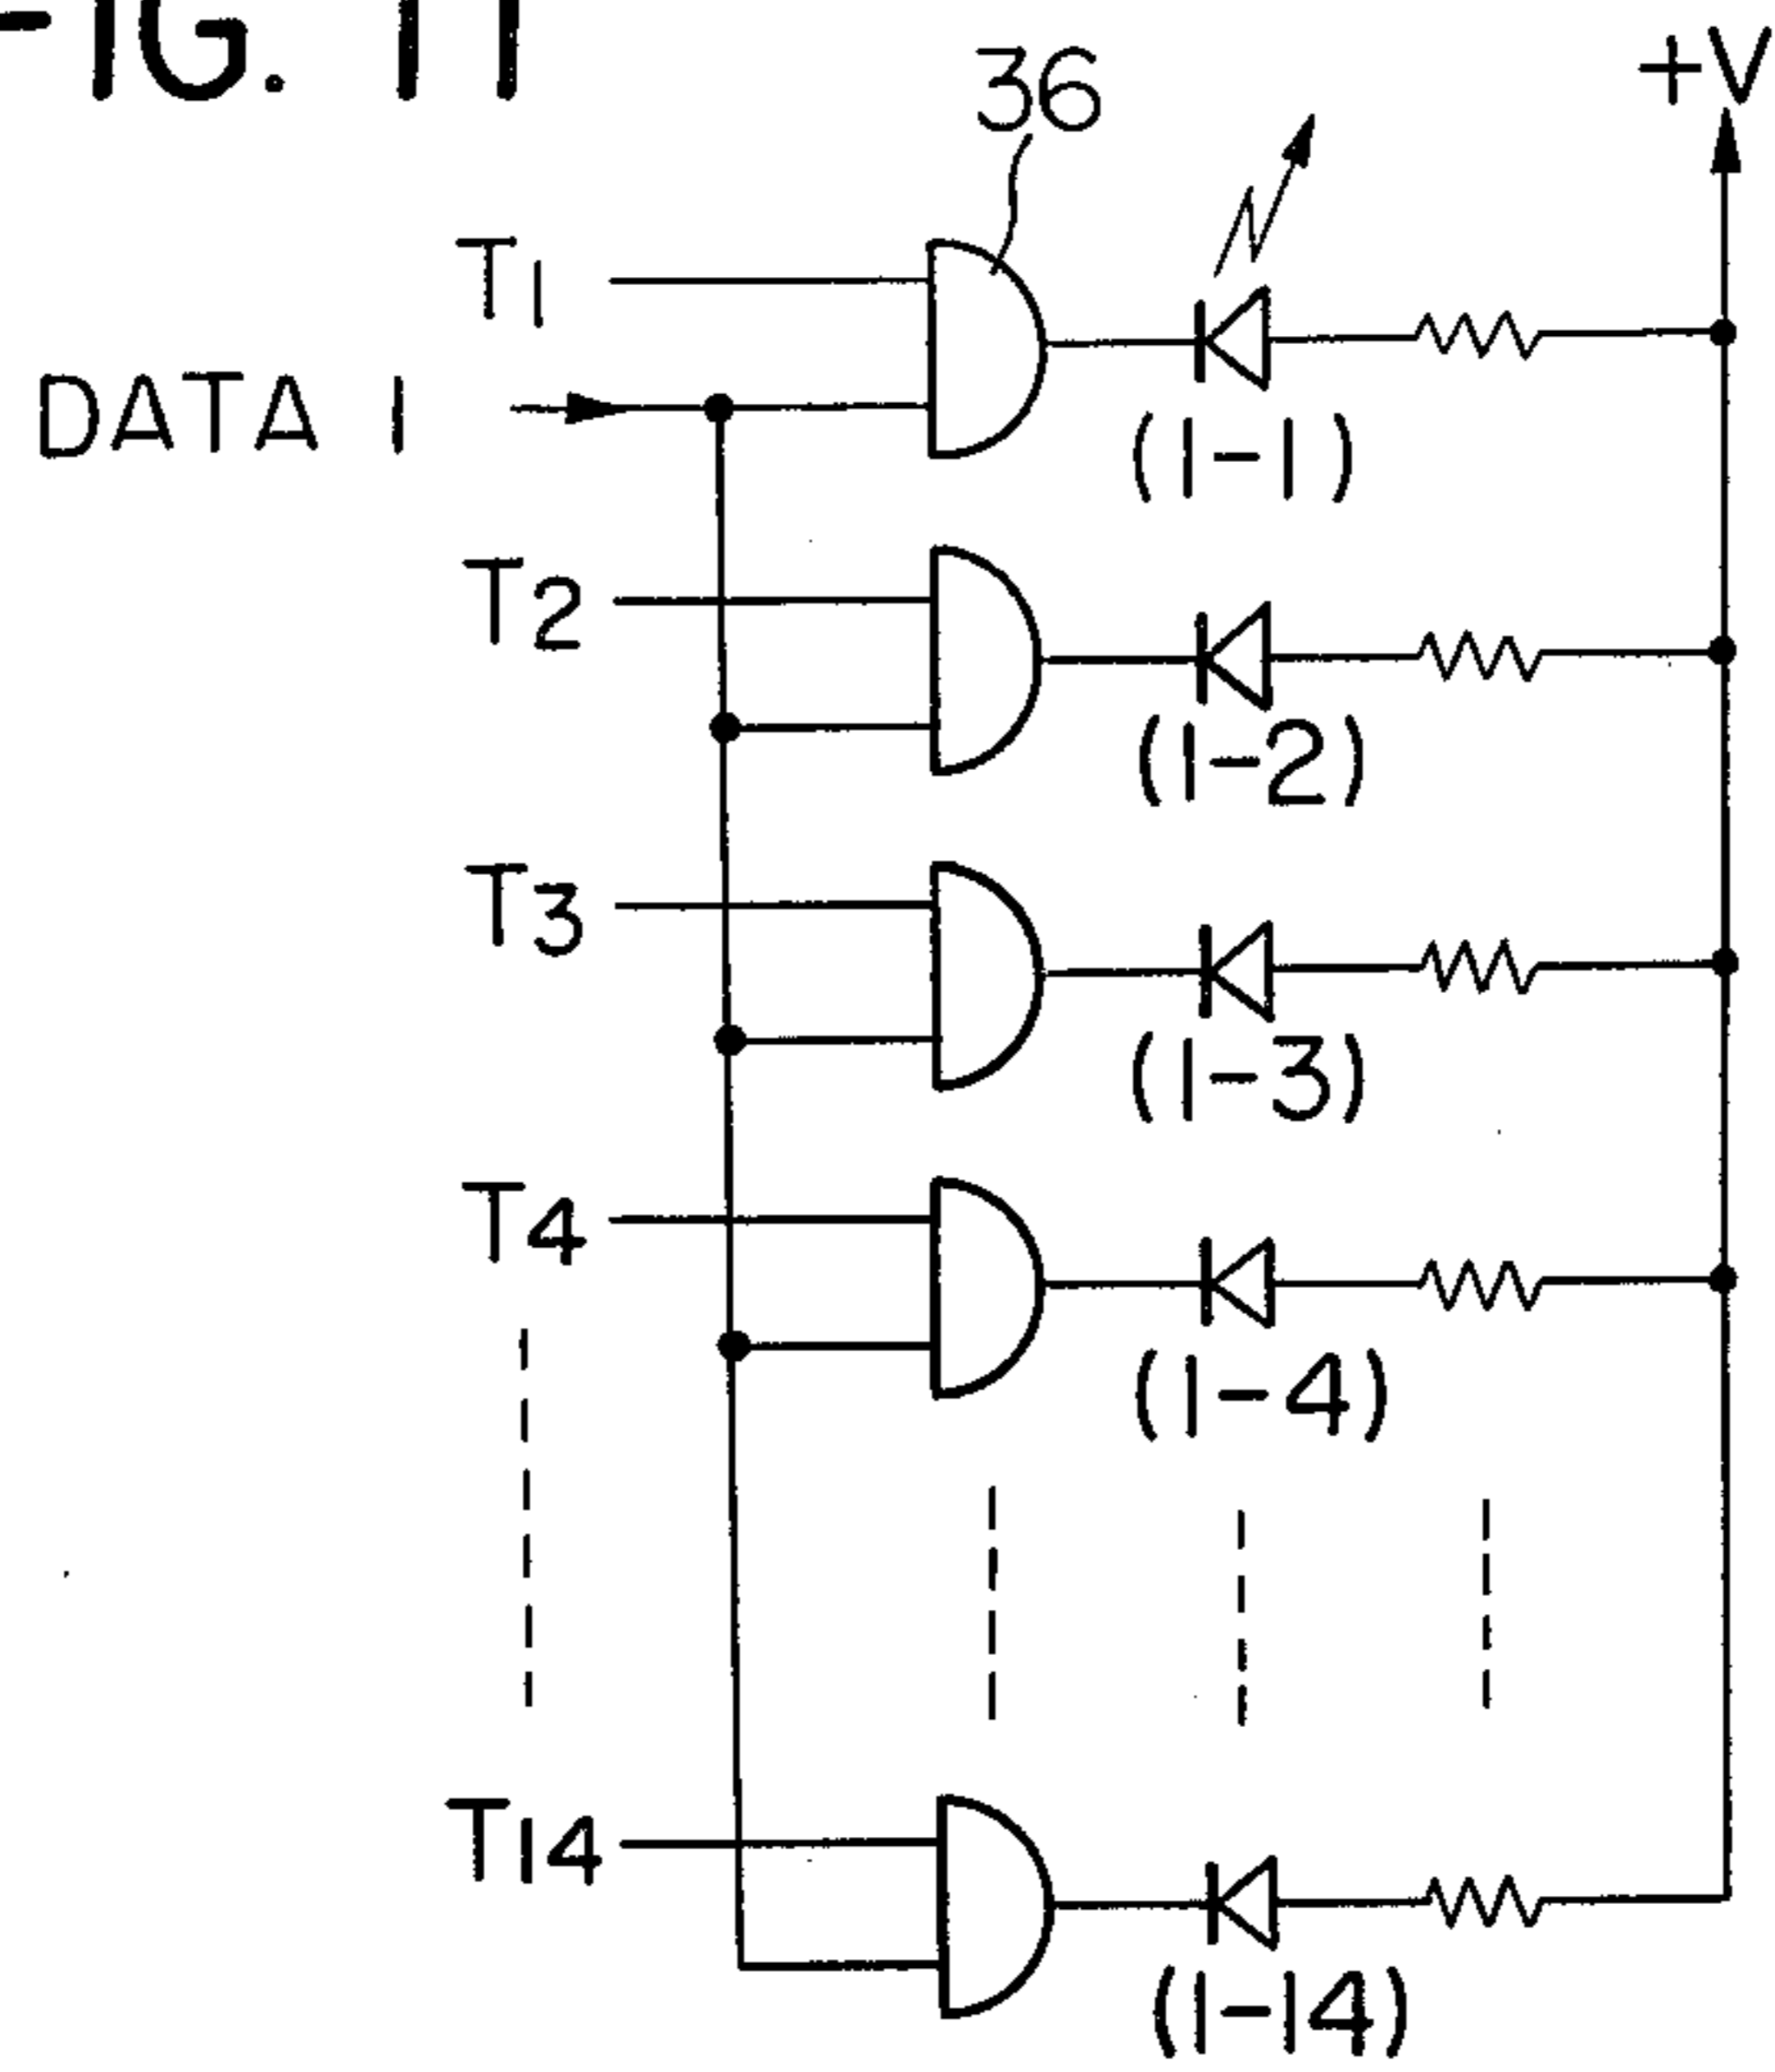 FIG. 11
36
+V
T1
DATA 1
(1-1)
T2
(1-2)
T3
(1-3)
T4
(1-4)
T14
(1-14)